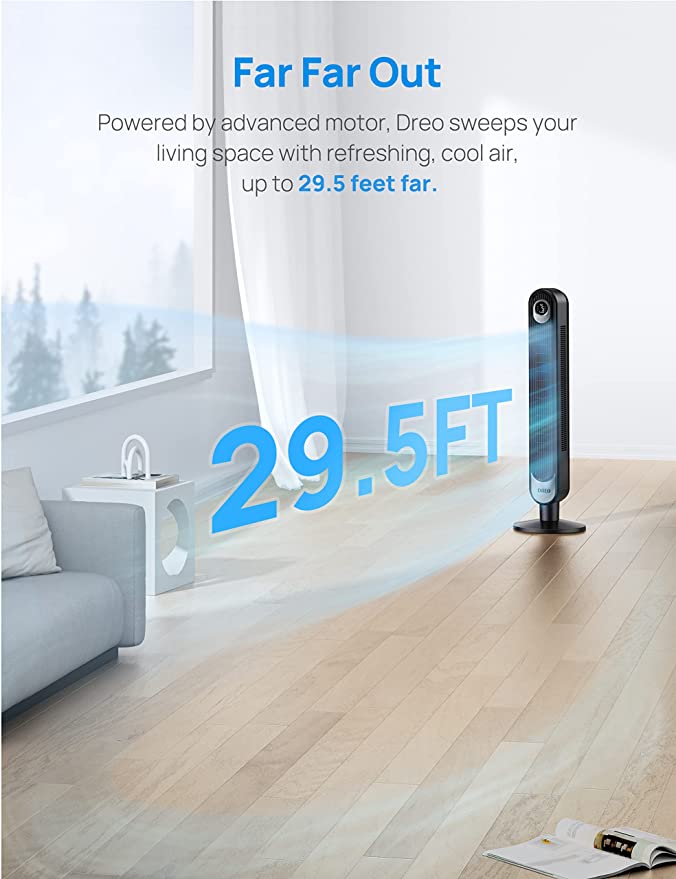 Far Far Out
Powered by advanced motor, Dreo sweeps your
living space with refreshing, cool air,
up to 29.5 feet far.
29.5FT
DREO